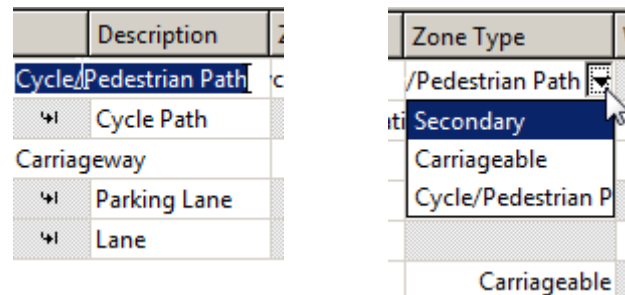 Description
Cycle/Pedestrian Path
Cycle Path
Carriageway
Parking Lane
Lane
Zone Type
/Pedestrian Path
Secondary
Carriageable
Cycle/Pedestrian P
Carriageable